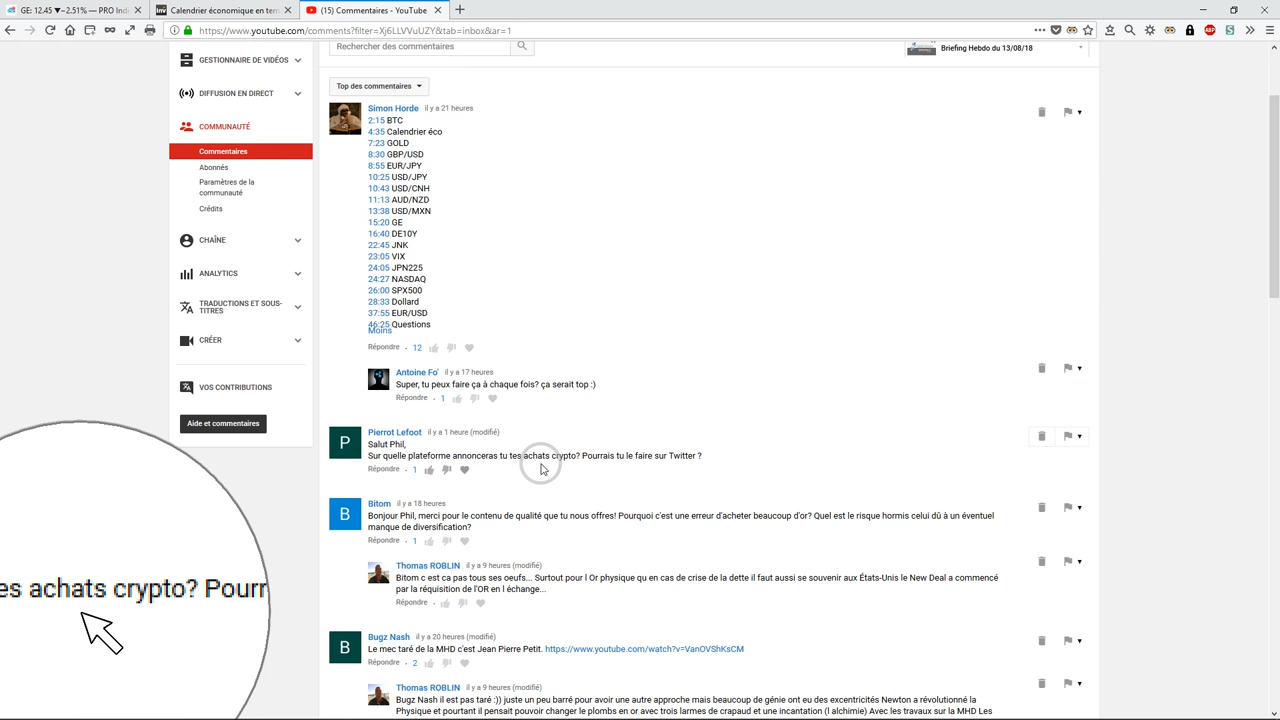 GE: 12.45 ▼−2.51% — PRO Indi
Calendrier économique en tem
(15) Commentaires - YouTube
https://www.youtube.com/comments?filter=Xj6LLVVuUZY&tab=inbox&ar=1
Rechercher des commentaires
Briefing Hebdo du 13/08/18
GESTIONNAIRE DE VIDÉOS
DIFFUSION EN DIRECT
COMMUNAUTÉ
Commentaires
Abonnés
Paramètres de la
communauté
Crédits
CHAÎNE
ANALYTICS
TRADUCTIONS ET SOUS-
TITRES
CRÉER
VOS CONTRIBUTIONS
Aide et commentaires
Top des commentaires
Simon Horde il y a 21 heures
2:15 BTC
4:35 Calendrier éco
7:23 GOLD
8:30 GBP/USD
8:55 EUR/JPY
10:25 USD/JPY
10:43 USD/CNH
11:13 AUD/NZD
13:38 USD/MXN
15:20 GE
16:40 DE10Y
22:45 JNK
23:05 VIX
24:05 JPN225
24:27 NASDAQ
26:00 SPX500
28:33 Dollard
37:55 EUR/USD
46:25 Questions
Moins
Répondre • 12
Antoine Fo' il y a 17 heures
Super, tu peux faire ça à chaque fois? ça serait top :)
Répondre • 1
P
Pierrot Lefoot il y a 1 heure (modifié)
Salut Phil,
Sur quelle plateforme annonceras tu tes achats crypto? Pourrais tu le faire sur Twitter ?
Répondre • 1
B
Bitom il y a 18 heures
Bonjour Phil, merci pour le contenu de qualité que tu nous offres! Pourquoi c'est une erreur d'acheter beaucoup d'or? Quel est le risque hormis celui dû à un éventuel
manque de diversification?
Répondre • 1
Thomas ROBLIN il y a 9 heures (modifié)
Bitom c est ca pas tous ses oeufs... Surtout pour l Or physique qu en cas de crise de la dette il faut aussi se souvenir aux États-Unis le New Deal a commencé
par la réquisition de l'OR en l échange...
Répondre •
B
Bugz Nash il y a 20 heures (modifié)
Le mec taré de la MHD c'est Jean Pierre Petit. https://www.youtube.com/watch?v=VanOVShKsCM
Répondre • 2
Thomas ROBLIN il y a 9 heures (modifié)
Bugz Nash il est pas taré :)) juste un peu barré pour avoir une autre approche mais beaucoup de génie ont eu des excentricités Newton a révolutionné la
Physique et pourtant il pensait pouvoir changer le plombs en or avec trois larmes de crapaud et une incantation (l alchimie) Avec les travaux sur la MHD Les
es achats crypto? Pourr